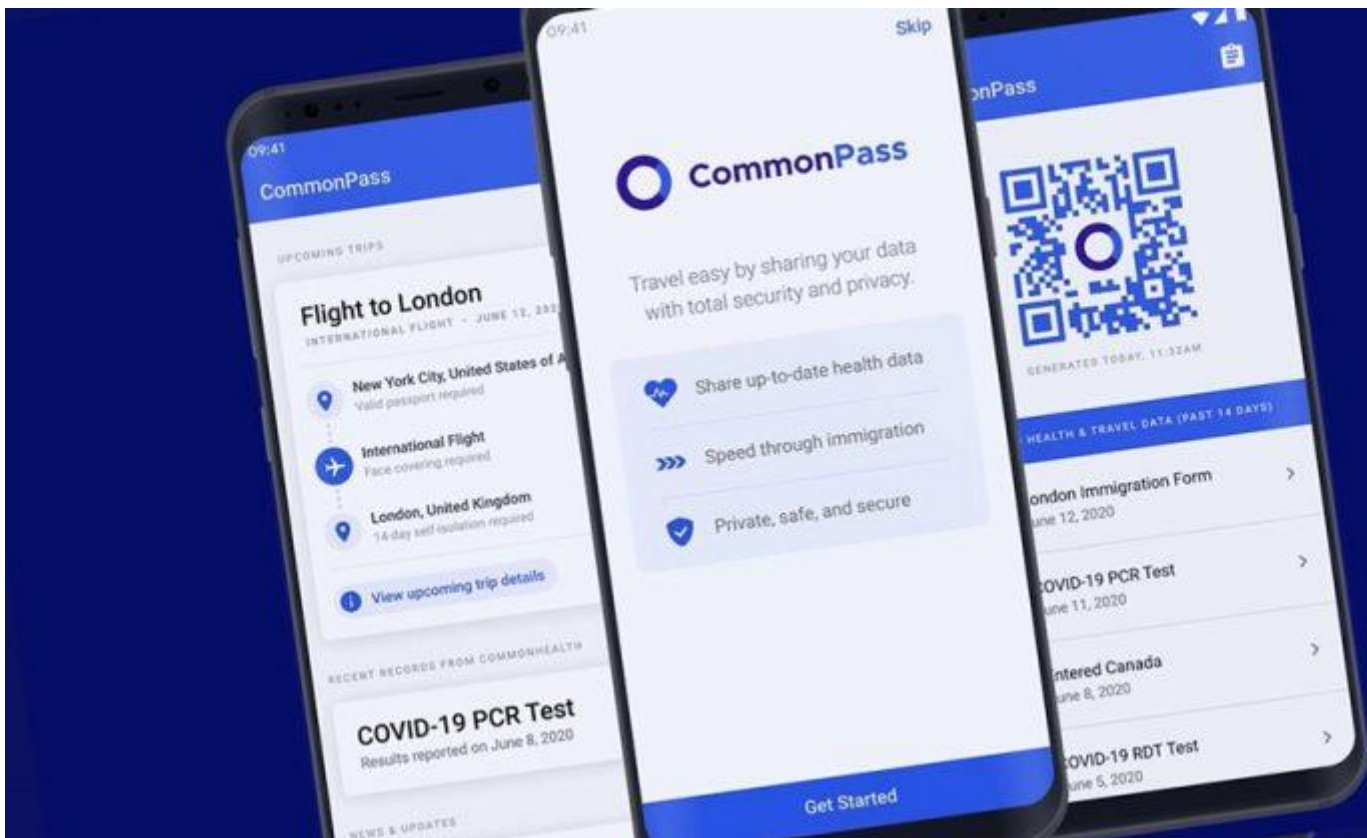 09:41
CommonPass
UPCOMING TRIPS
Flight to London
INTERNATIONAL FLIGHT • JUNE 12, 202
New York City, United States of A
Valid passport required
International Flight
Face covering required
London, United Kingdom
14-day self-isolation required
View upcoming trip details
RECENT RECORDS FROM COMMONHEALTH
COVID-19 PCR Test
Results reported on June 8, 2020
NEWS & UPDATES
09:41
Skip
CommonPass
Travel easy by sharing your data
with total security and privacy.
Share up-to-date health data
Speed through immigration
Private, safe, and secure
Get Started
onPass
GENERATED TODAY, 11:32AM
HEALTH & TRAVEL DATA (PAST 14 DAYS)
ondon Immigration Form
une 12, 2020
OVID-19 PCR Test
une 11, 2020
ntered Canada
une 8, 2020
OVID-19 RDT Test
une 5, 2020